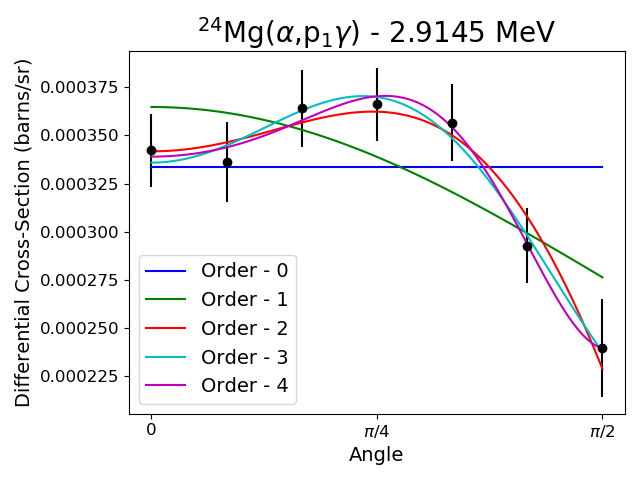 ²⁴Mg(α,p₁γ) - 2.9145 MeV
Differential Cross-Section (barns/sr)
0.000375
0.000350
0.000325
0.000300
0.000275
0.000250
0.000225
Order - 0
Order - 1
Order - 2
Order - 3
Order - 4
0 π/4 π/2
Angle